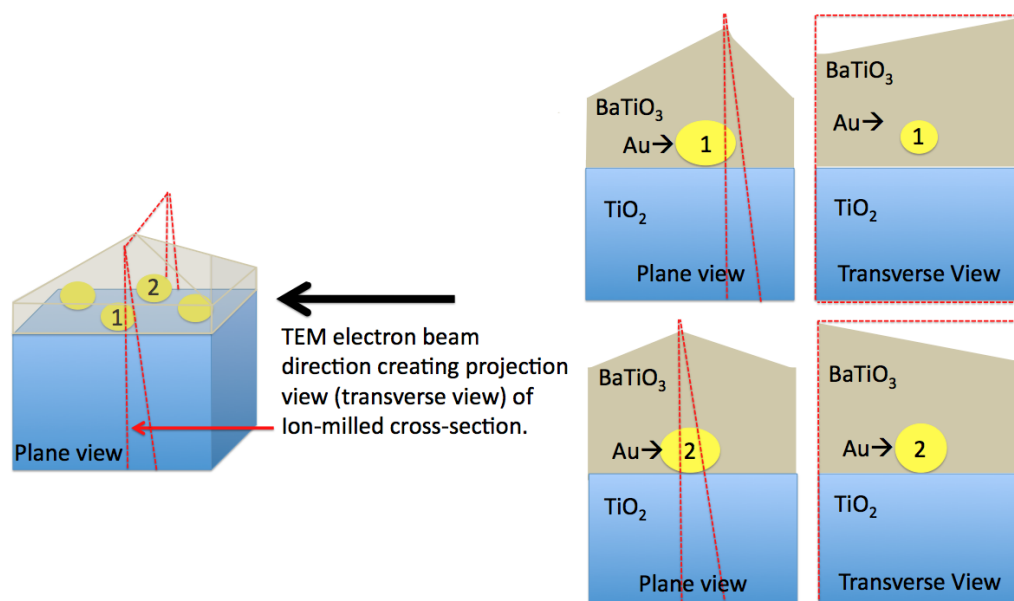 2
1
Plane view
TEM electron beam
direction creating projection
view (transverse view) of
Ion-milled cross-section.
BaTiO₃
Au→
1
TiO₂
Plane view
BaTiO₃
Au→
1
TiO₂
Transverse View
BaTiO₃
Au→
2
TiO₂
Plane view
BaTiO₃
Au→
2
TiO₂
Transverse View